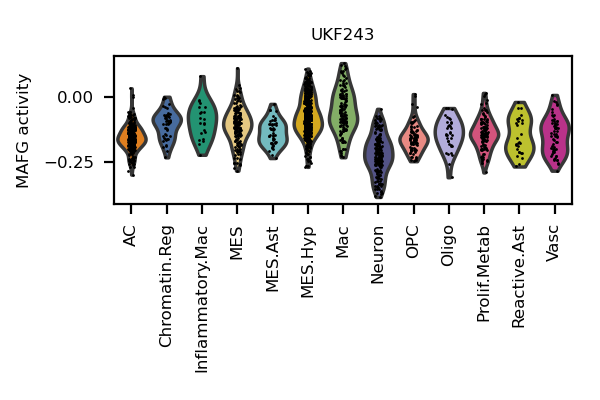 UKF243
MAFG activity
0.00
−0.25
AC
Chromatin.Reg
Inflammatory.Mac
MES
MES.Ast
MES.Hyp
Mac
Neuron
OPC
Oligo
Prolif.Metab
Reactive.Ast
Vasc